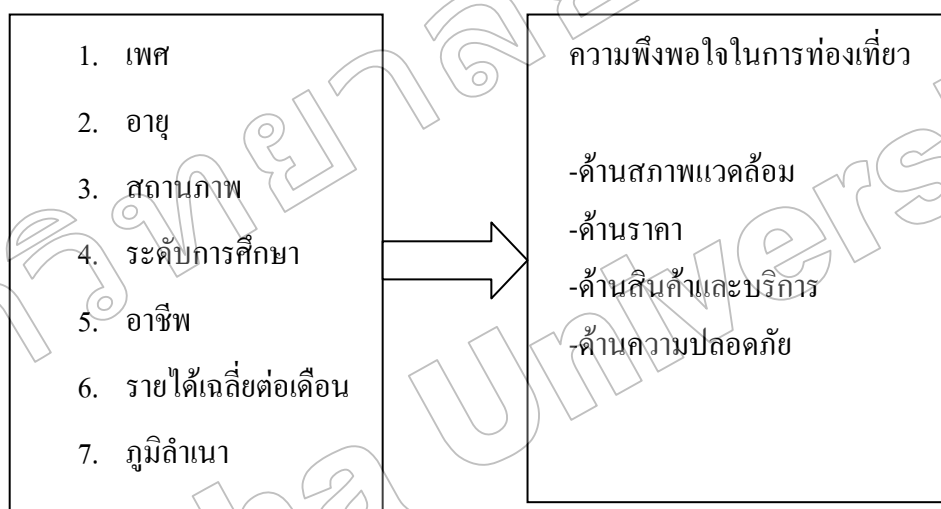 1. เพศ
2. อายุ
3. สถานภาพ
4. ระดับการศึกษา
5. อาชีพ
6. รายได้เฉลี่ยต่อเดือน
7. ภูมิลำเนา
ความพึงพอใจในการท่องเที่ยว
-ด้านสภาพแวดล้อม
-ด้านราคา
-ด้านสินค้าและบริการ
-ด้านความปลอดภัย